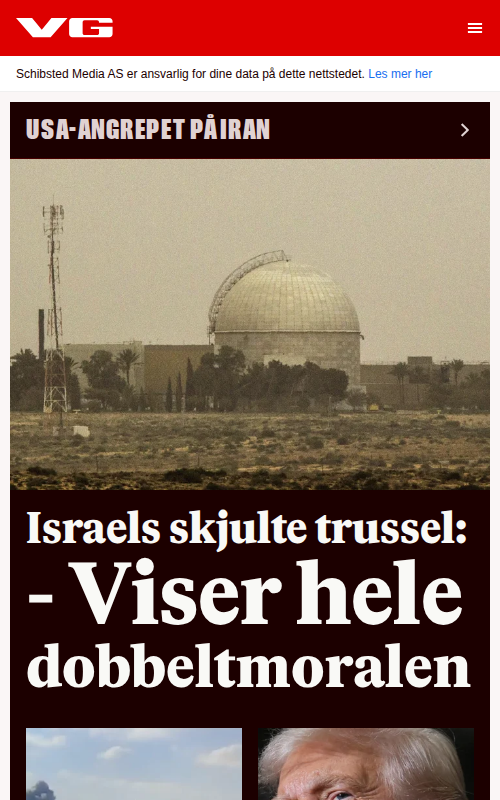 VG
Schibsted Media AS er ansvarlig for dine data på dette nettstedet. Les mer her
USA-ANGREPET PÅ IRAN
Israels skjulte trussel:
- Viser hele
dobbeltmoralen